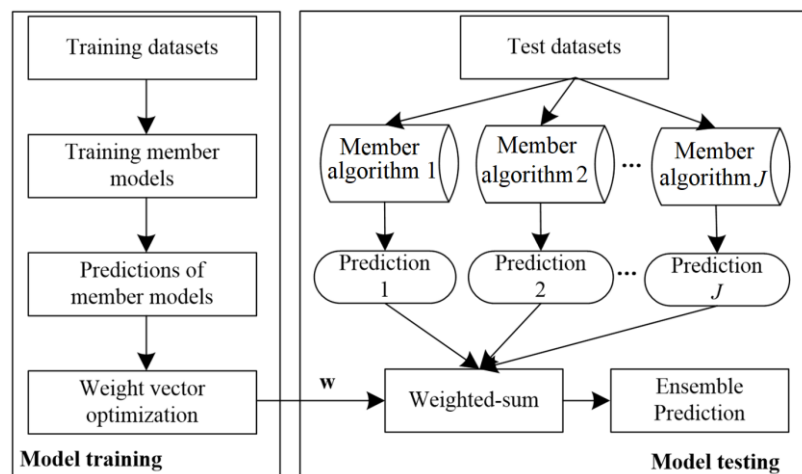 Training datasets
Training member
models
Predictions of
member models
Weight vector
optimization
Model training
w
Test datasets
Member
algorithm 1
Member
algorithm 2
...
Member
algorithm J
Prediction
1
Prediction
2
...
Prediction
J
Weighted-sum
Ensemble
Prediction
Model testing